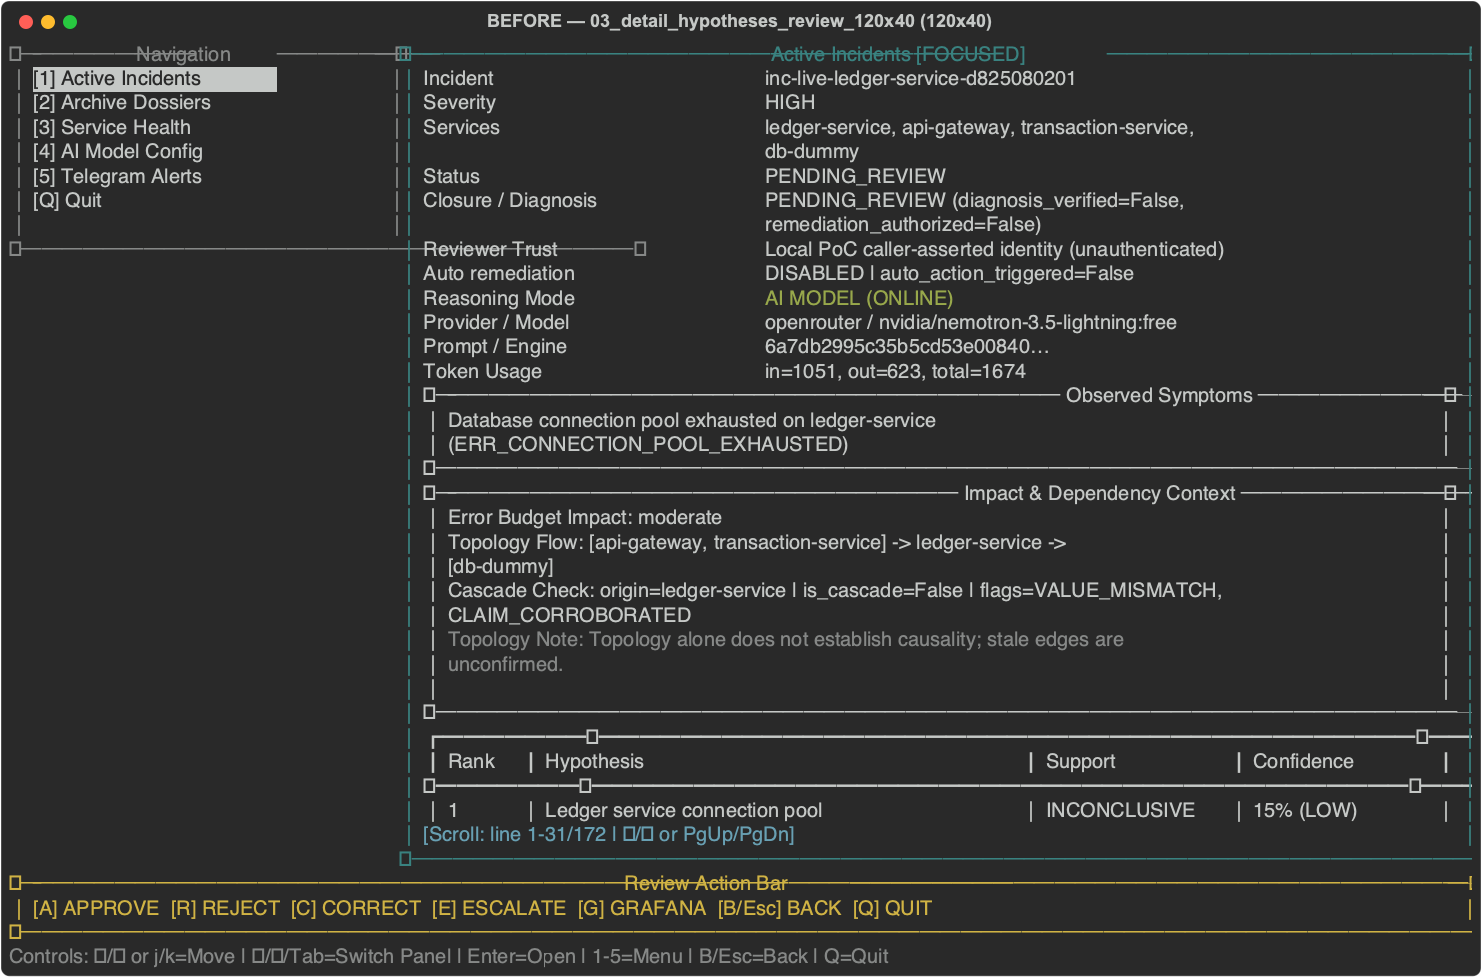 BEFORE — 03_detail_hypotheses_review_120x40 (120x40)
Navigation
[1] Active Incidents
[2] Archive Dossiers
[3] Service Health
[4] AI Model Config
[5] Telegram Alerts
[Q] Quit
Active Incidents [FOCUSED]
Incident inc-live-ledger-service-d825080201
Severity HIGH
Services ledger-service, api-gateway, transaction-service,
db-dummy
Status PENDING_REVIEW
Closure / Diagnosis PENDING_REVIEW (diagnosis_verified=False,
remediation_authorized=False)
Reviewer Trust Local PoC caller-asserted identity (unauthenticated)
Auto remediation DISABLED | auto_action_triggered=False
Reasoning Mode AI MODEL (ONLINE)
Provider / Model openrouter / nvidia/nemotron-3.5-lightning:free
Prompt / Engine 6a7db2995c35b5cd53e00840…
Token Usage in=1051, out=623, total=1674
Observed Symptoms
Database connection pool exhausted on ledger-service
(ERR_CONNECTION_POOL_EXHAUSTED)
Impact & Dependency Context
Error Budget Impact: moderate
Topology Flow: [api-gateway, transaction-service] -> ledger-service ->
[db-dummy]
Cascade Check: origin=ledger-service | is_cascade=False | flags=VALUE_MISMATCH,
CLAIM_CORROBORATED
Topology Note: Topology alone does not establish causality; stale edges are
unconfirmed.
Rank | Hypothesis | Support | Confidence
1 | Ledger service connection pool | INCONCLUSIVE | 15% (LOW)
[Scroll: line 1-31/172 | □/□ or PgUp/PgDn]
Review Action Bar
[A] APPROVE [R] REJECT [C] CORRECT [E] ESCALATE [G] GRAFANA [B/Esc] BACK [Q] QUIT
Controls: □/□ or j/k=Move | □/□/Tab=Switch Panel | Enter=Open | 1-5=Menu | B/Esc=Back | Q=Quit